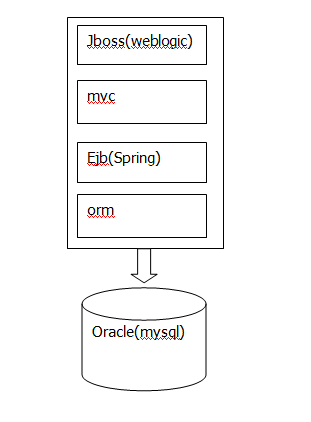 Jboss(weblogic)
mvc
Ejb(Spring)
orm
Oracle(mysql)